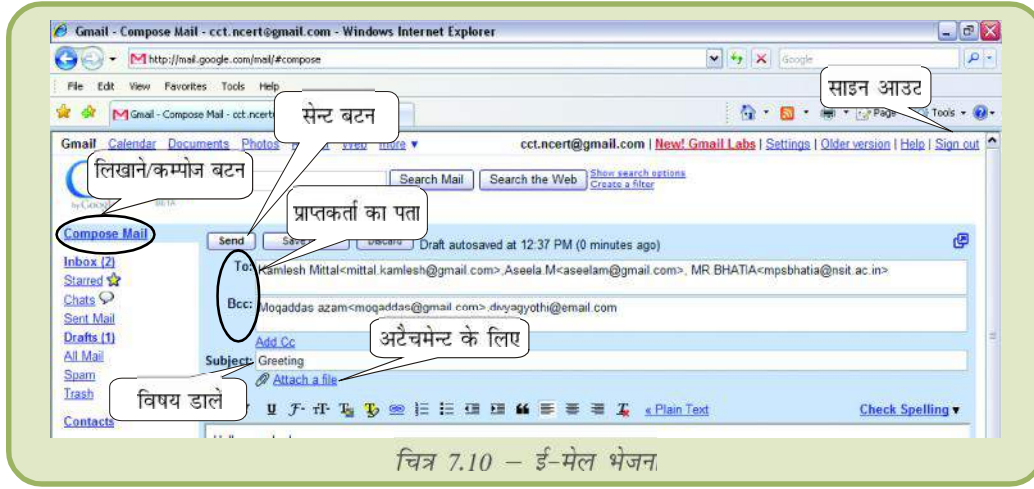 Gmail - Compose Mail - cct.ncert@gmail.com - Windows Internet Explorer
http://mail.google.com/mail/#compose Google
File Edit View Favorites Tools Help
साइन आउट
सेन्ट बटन
Gmail - Compose Mail - cct.ncert Page Tools
Gmail Calendar Documents Photos more cct.ncert@gmail.com | New! Gmail Labs | Settings | Older version | Help | Sign out
लिखाने/कम्पोज बटन
Search Mail Search the Web Show search options
Create a filter
by Google BETA
प्राप्तकर्ता का पता
Compose Mail
Send Draft autosaved at 12:37 PM (0 minutes ago)
Inbox (2)
To: Kamlesh Mittal<mittal.kamlesh@gmail.com>,Aseela.M<aseelam@gmail.com>, MR.BHATIA<mpsbhatia@nsit.ac.in>
Starred
Chats
Bcc: Moqaddas azam<moqaddas@gmail.com>,divyagyothi@email.com
Sent Mail
Drafts (1)
Add Cc
अटैचमेन्ट के लिए
All Mail
Subject: Greeting
Spam
Attach a file
Trash
विषय डालें
U « Plain Text Check Spelling
Contacts
चित्र 7.10 – ई-मेल भेजना